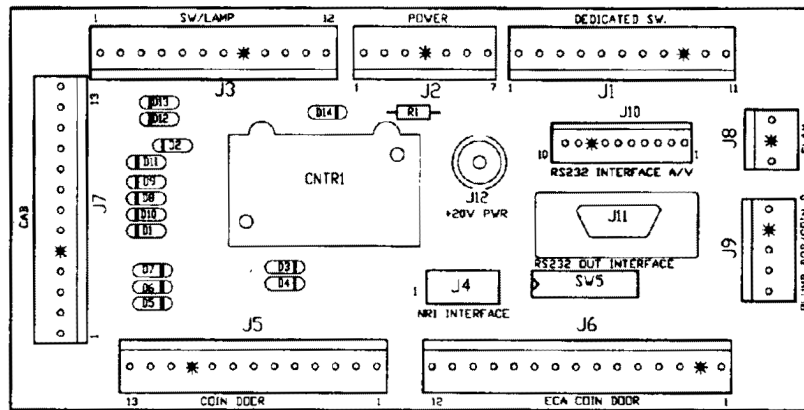 1 SW/LAMP 12
POWER
DEDICATED SW.
J3
1 J2 7
1 J1 11
13
D13
D12
D14
R1
J10
J8
D2
10 1
D11
CNTR1
RS232 INTERFACE A/V
CAB
J7
D9
D8
J12
D10
+20V PWR
J11
D1
J9
RS232 OUT INTERFACE
D7
D3
D6
D4
1 J4
SW5
D5
NRI INTERFACE
1
J5
J6
13 COIN DOOR 1
12 ECA COIN DOOR 1